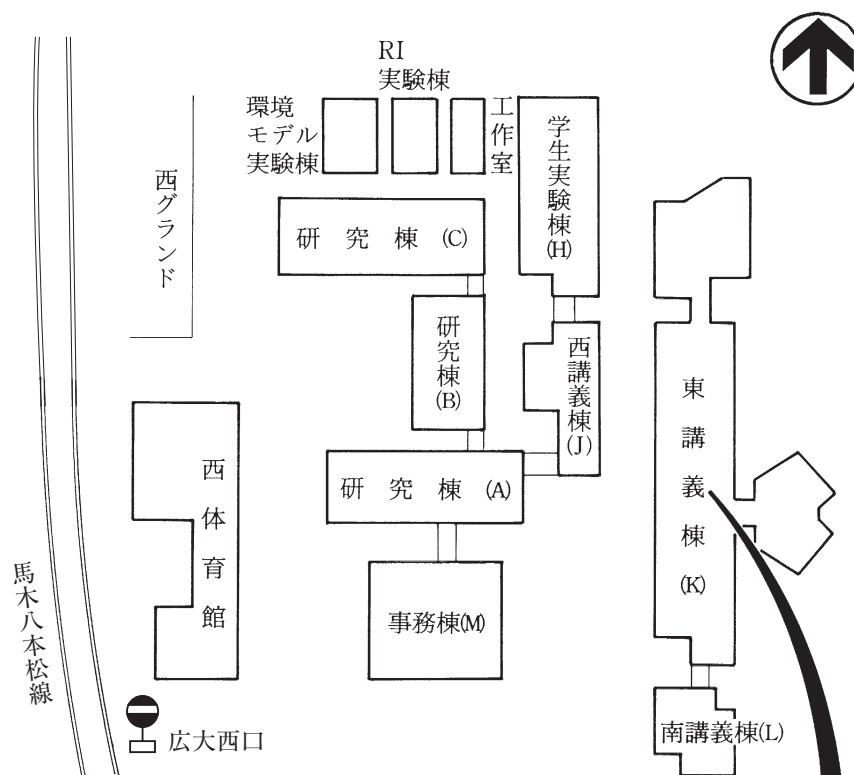 RI
実験棟
環境
モデル
実験棟
工作室
学生実験棟(H)
西グランド
研究棟(C)
研究棟(B)
西講義棟(J)
東講義棟(K)
研究棟(A)
西体育館
事務棟(M)
馬木八本松線
広大西口
南講義棟(L)